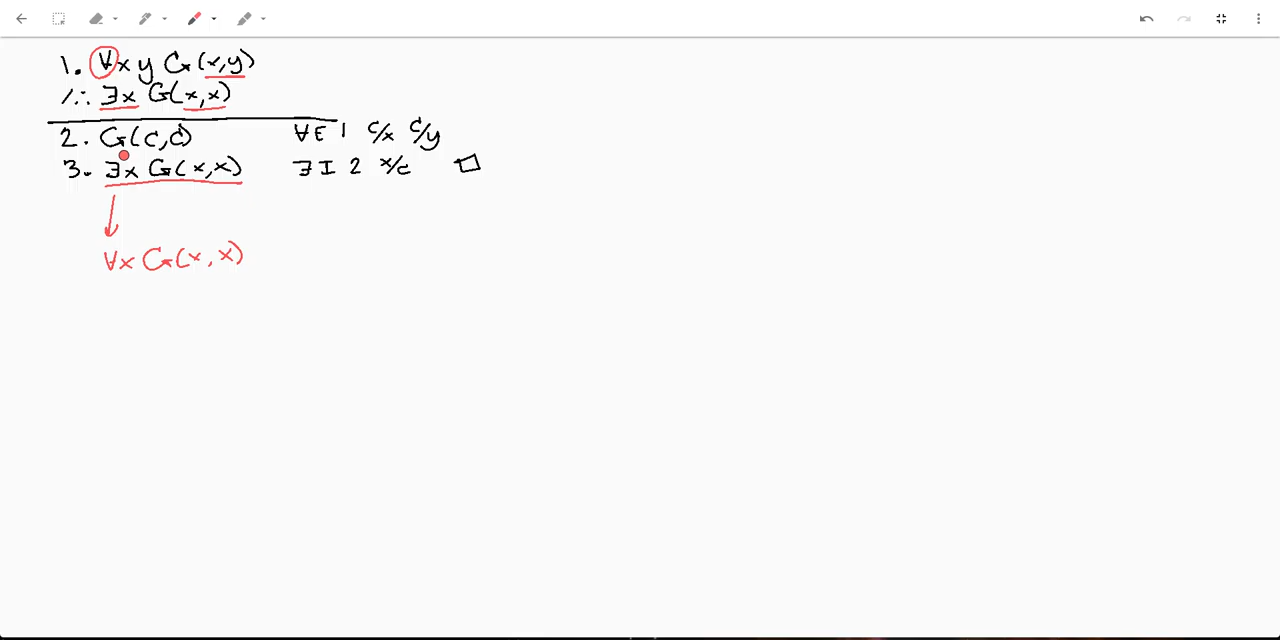 1. ∀x y G(x,y)
/∴ ∃x G(x,x)
2. G(c,c) ∀E 1 c/x c/y
3. ∃x G(x,x) ∃I 2 x/c □
↓
∀x G(x,x)